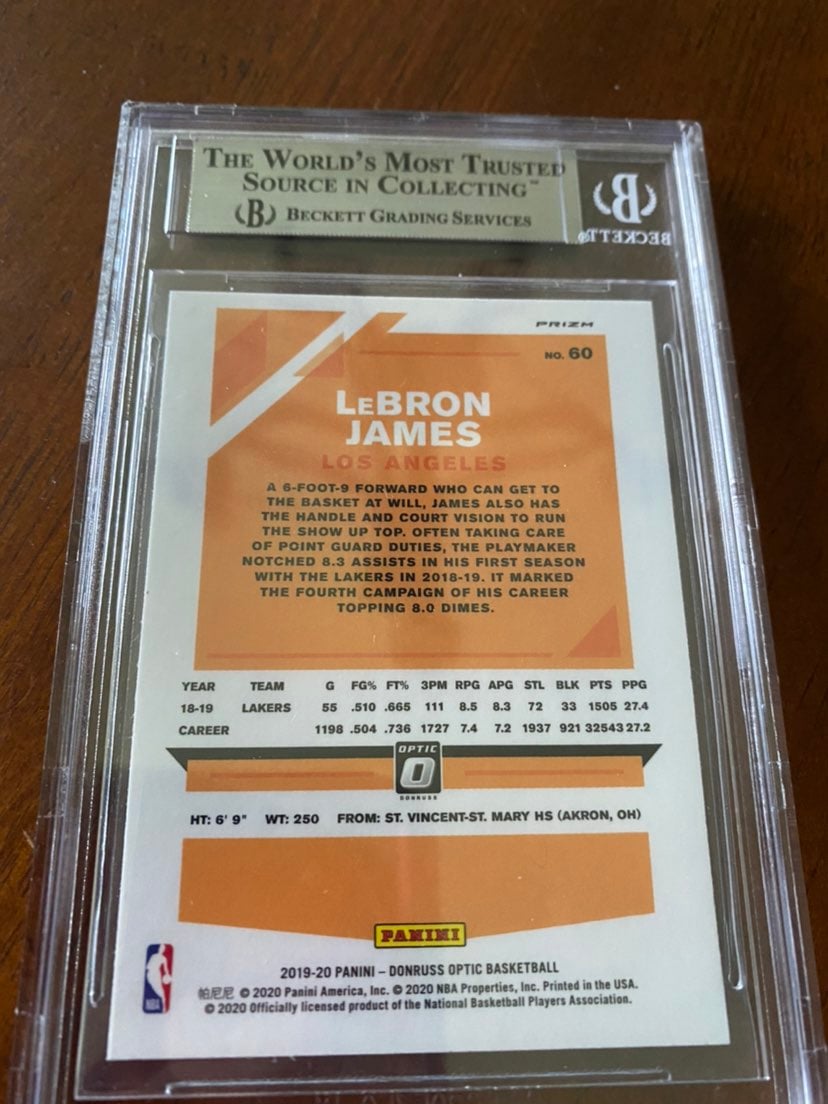 THE WORLD'S MOST TRUSTED
SOURCE IN COLLECTING™
(B) BECKETT GRADING SERVICES
B
BECKETT®
PRIZM
NO. 60
LeBRON
JAMES
LOS ANGELES
A 6-FOOT-9 FORWARD WHO CAN GET TO
THE BASKET AT WILL, JAMES ALSO HAS
THE HANDLE AND COURT VISION TO RUN
THE SHOW UP TOP. OFTEN TAKING CARE
OF POINT GUARD DUTIES, THE PLAYMAKER
NOTCHED 8.3 ASSISTS IN HIS FIRST SEASON
WITH THE LAKERS IN 2018-19. IT MARKED
THE FOURTH CAMPAIGN OF HIS CAREER
TOPPING 8.0 DIMES.
YEAR TEAM G FG% FT% 3PM RPG APG STL BLK PTS PPG
18-19 LAKERS 55 .510 .665 111 8.5 8.3 72 33 1505 27.4
CAREER 1198 .504 .736 1727 7.4 7.2 1937 921 32543 27.2
OPTIC
O
DONRUSS
HT: 6' 9" WT: 250 FROM: ST. VINCENT-ST. MARY HS (AKRON, OH)
PANINI
2019-20 PANINI – DONRUSS OPTIC BASKETBALL
帕尼尼 © 2020 Panini America, Inc. © 2020 NBA Properties, Inc. Printed in the USA.
© 2020 Officially licensed product of the National Basketball Players Association.
NBA